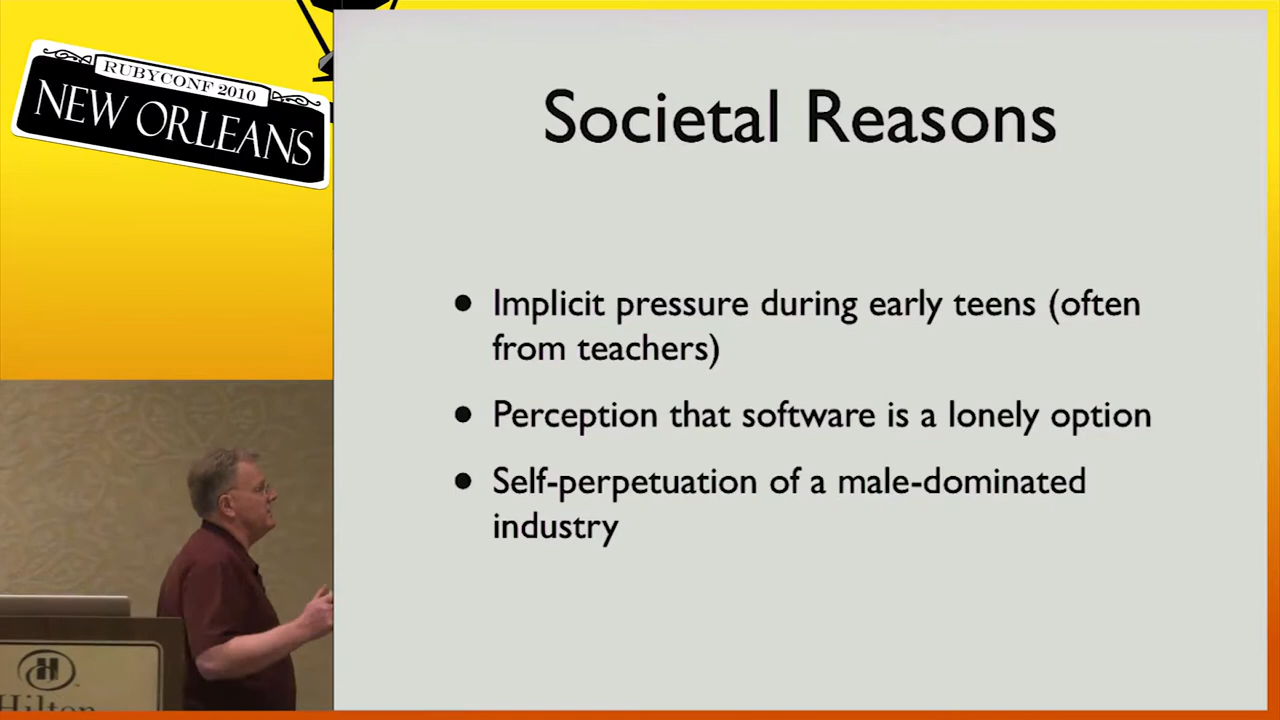 RUBYCONF 2010
NEW ORLEANS
Societal Reasons
• Implicit pressure during early teens (often
from teachers)
• Perception that software is a lonely option
• Self-perpetuation of a male-dominated
industry
H
Hilton